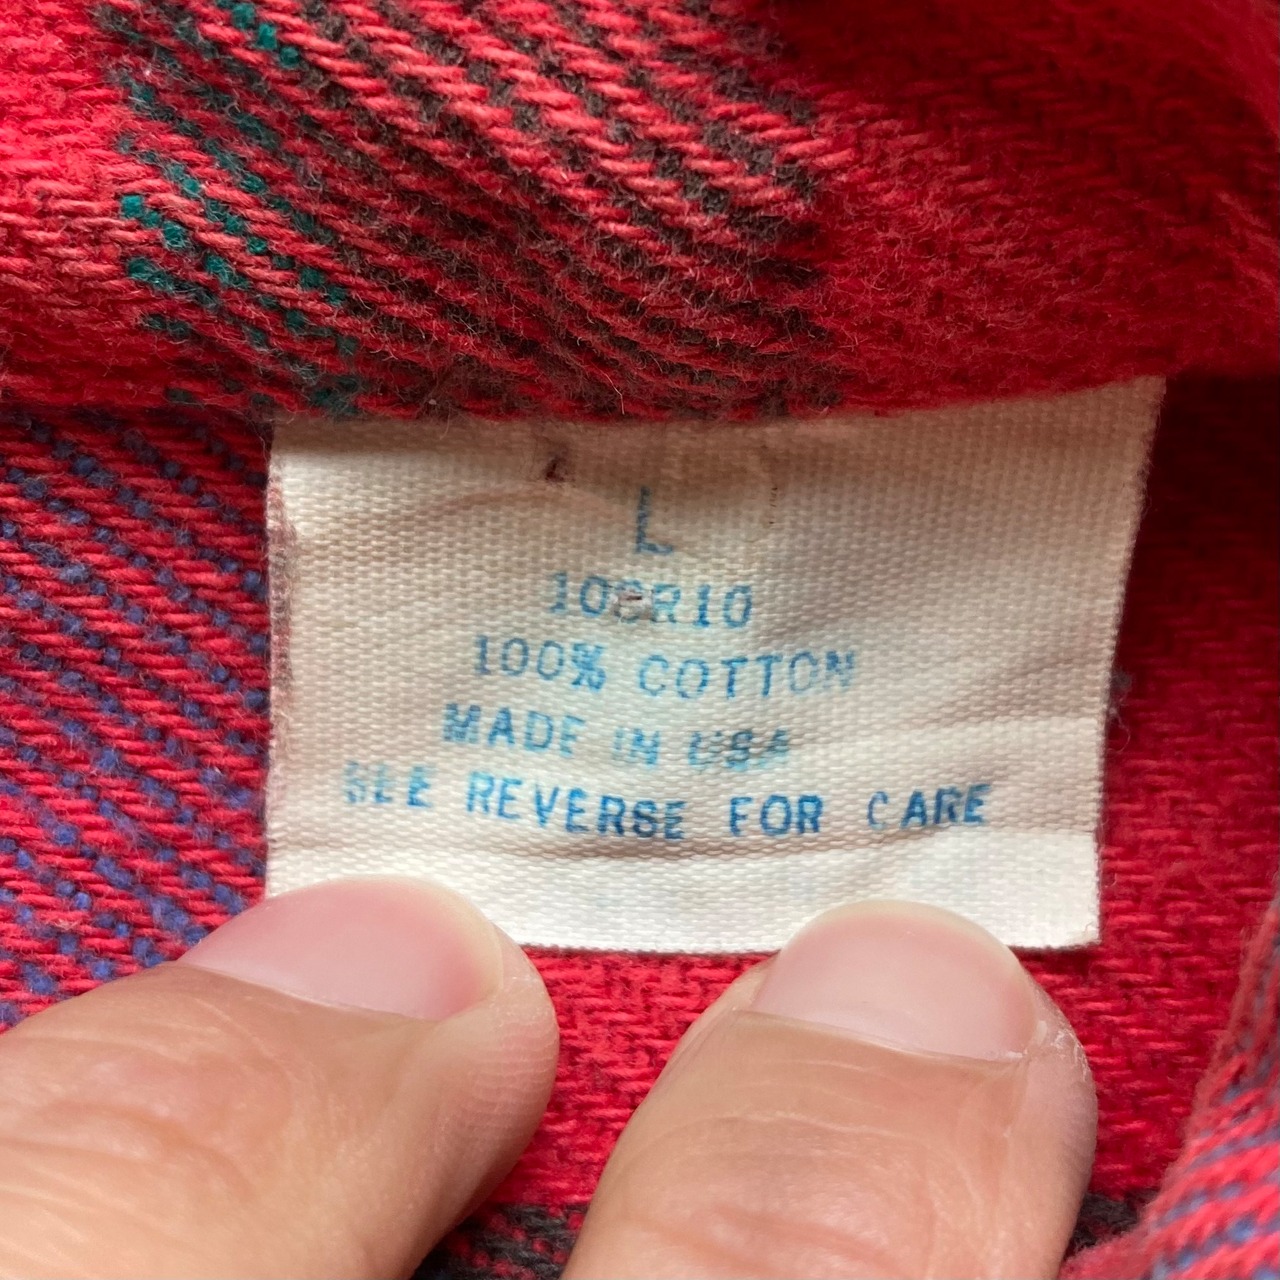 L
100% COTTON
MADE IN USA
SEE REVERSE FOR CARE